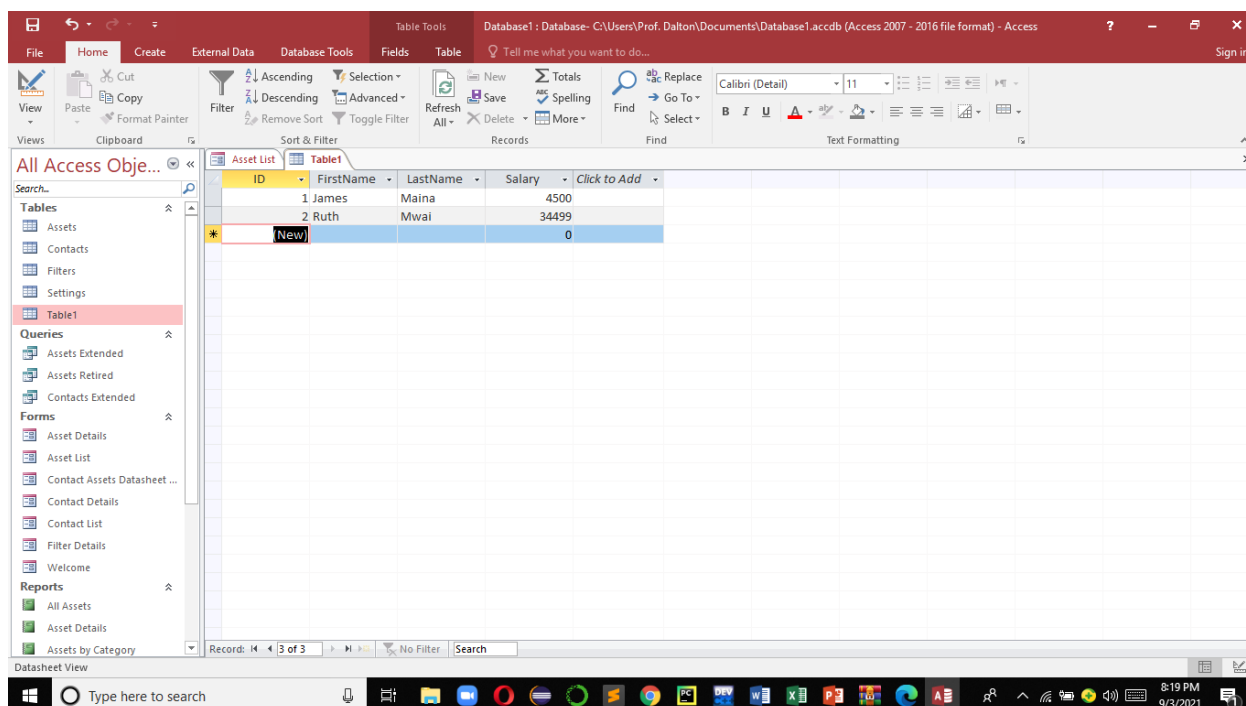 Table Tools
Database1 : Database- C:\Users\Prof. Dalton\Documents\Database1.accdb (Access 2007 - 2016 file format) - Access
?
File
Home
Create
External Data
Database Tools
Fields
Table
Tell me what you want to do...
Sign in
View
Paste
Cut
Copy
Format Painter
Filter
Ascending
Descending
Remove Sort
Selection
Advanced
Toggle Filter
Refresh
All
New
Save
Delete
Totals
Spelling
More
Find
Replace
Go To
Select
Calibri (Detail)
11
B I U
Views
Clipboard
Sort & Filter
Records
Find
Text Formatting
All Access Obje...
Search...
Tables
Assets
Contacts
Filters
Settings
Table1
Queries
Assets Extended
Assets Retired
Contacts Extended
Forms
Asset Details
Asset List
Contact Assets Datasheet ...
Contact Details
Contact List
Filter Details
Welcome
Reports
All Assets
Asset Details
Assets by Category
Asset List
Table1
ID FirstName LastName Salary Click to Add
1 James Maina 4500
2 Ruth Mwai 34499
(New) 0
Record: 3 of 3 No Filter Search
Datasheet View
Type here to search
8:19 PM
9/3/2021